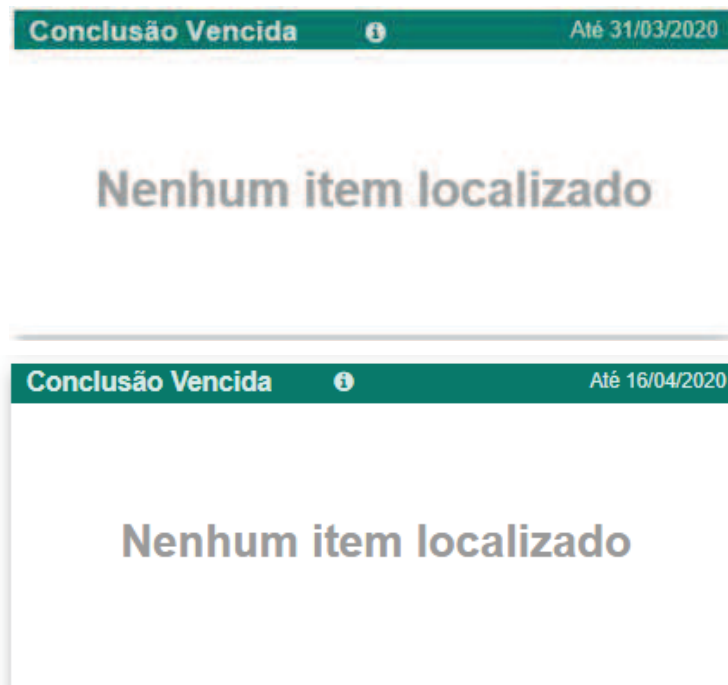 Conclusão Vencida Até 31/03/2020
Nenhum item localizado
Conclusão Vencida Até 16/04/2020
Nenhum item localizado